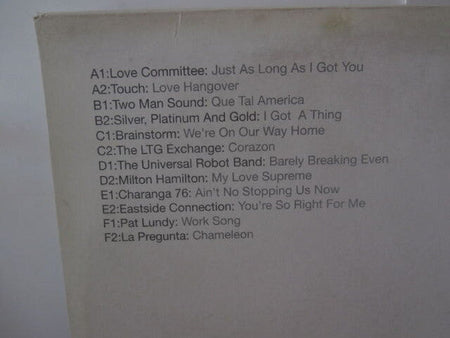 A1:Love Committee: Just As Long As I Got You
A2:Touch: Love Hangover
B1:Two Man Sound: Que Tal America
B2:Silver, Platinum And Gold: I Got A Thing
C1:Brainstorm: We're On Our Way Home
C2:The LTG Exchange: Corazon
D1:The Universal Robot Band: Barely Breaking Even
D2:Milton Hamilton: My Love Supreme
E1:Charanga 76: Ain't No Stopping Us Now
E2:Eastside Connection: You're So Right For Me
F1:Pat Lundy: Work Song
F2:La Pregunta: Chameleon